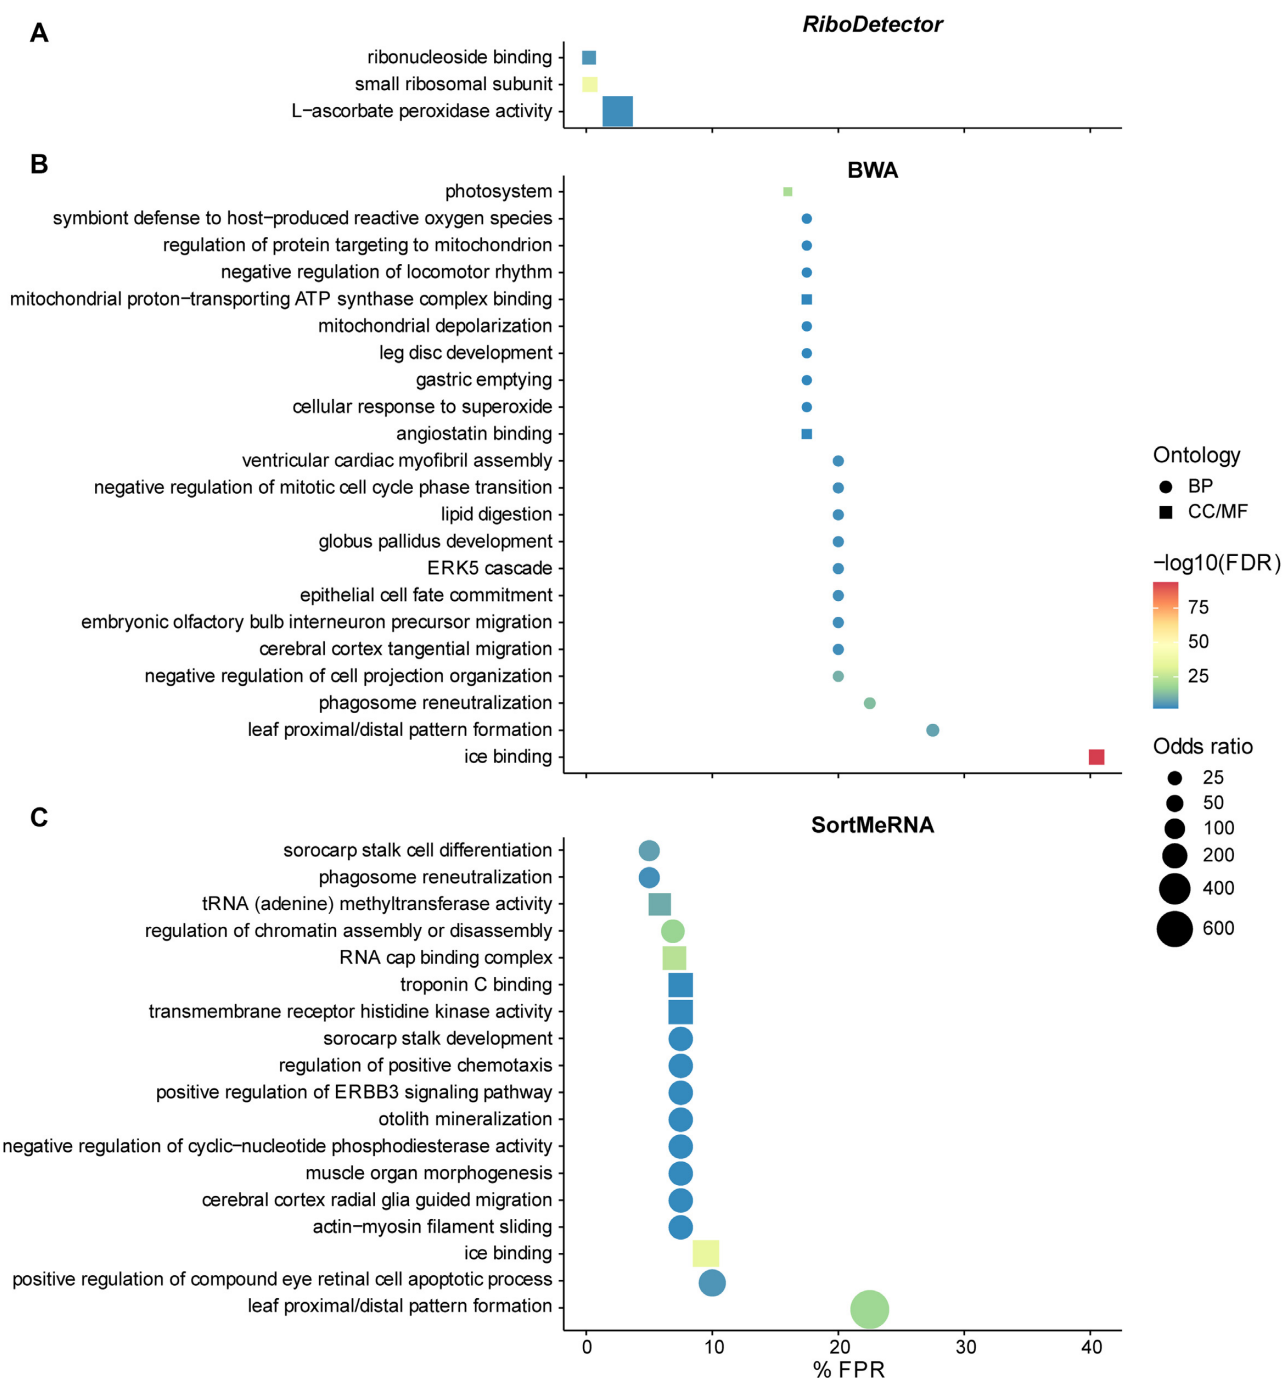 A
RiboDetector
ribonucleoside binding
small ribosomal subunit
L−ascorbate peroxidase activity
B
BWA
photosystem
symbiont defense to host−produced reactive oxygen species
regulation of protein targeting to mitochondrion
negative regulation of locomotor rhythm
mitochondrial proton−transporting ATP synthase complex binding
mitochondrial depolarization
leg disc development
gastric emptying
cellular response to superoxide
angiostatin binding
ventricular cardiac myofibril assembly
negative regulation of mitotic cell cycle phase transition
lipid digestion
globus pallidus development
ERK5 cascade
epithelial cell fate commitment
embryonic olfactory bulb interneuron precursor migration
cerebral cortex tangential migration
negative regulation of cell projection organization
phagosome reneutralization
leaf proximal/distal pattern formation
ice binding
C
SortMeRNA
sorocarp stalk cell differentiation
phagosome reneutralization
tRNA (adenine) methyltransferase activity
regulation of chromatin assembly or disassembly
RNA cap binding complex
troponin C binding
transmembrane receptor histidine kinase activity
sorocarp stalk development
regulation of positive chemotaxis
positive regulation of ERBB3 signaling pathway
otolith mineralization
negative regulation of cyclic−nucleotide phosphodiesterase activity
muscle organ morphogenesis
cerebral cortex radial glia guided migration
actin−myosin filament sliding
ice binding
positive regulation of compound eye retinal cell apoptotic process
leaf proximal/distal pattern formation
0 10 20 30 40
% FPR
Ontology
BP
CC/MF
−log10(FDR)
75
50
25
Odds ratio
25
50
100
200
400
600